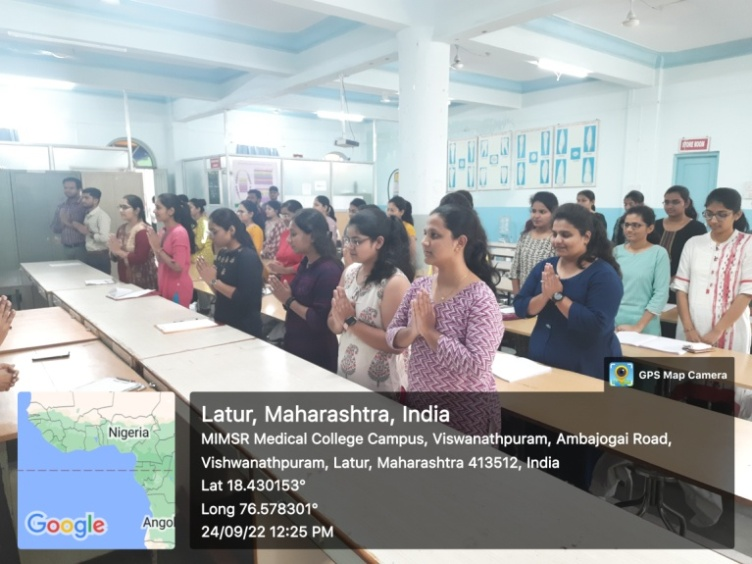 GPS Map Camera
Latur, Maharashtra, India
MIMSR Medical College Campus, Viswanathpuram, Ambajogai Road,
Vishwanathpuram, Latur, Maharashtra 413512, India
Lat 18.430153°
Long 76.578301°
24/09/22 12:25 PM
Nigeria
Angol
Google